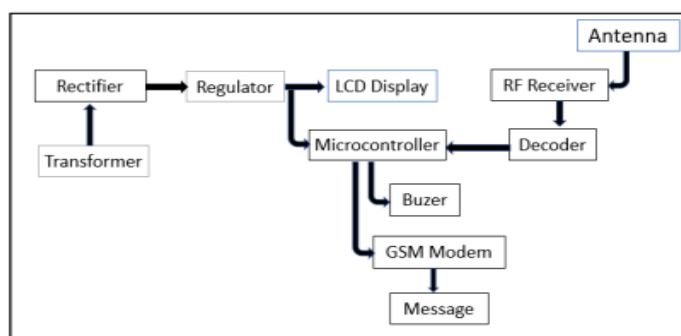 Antenna
Rectifier
Regulator
LCD Display
RF Receiver
Transformer
Microcontroller
Decoder
Buzer
GSM Modem
Message